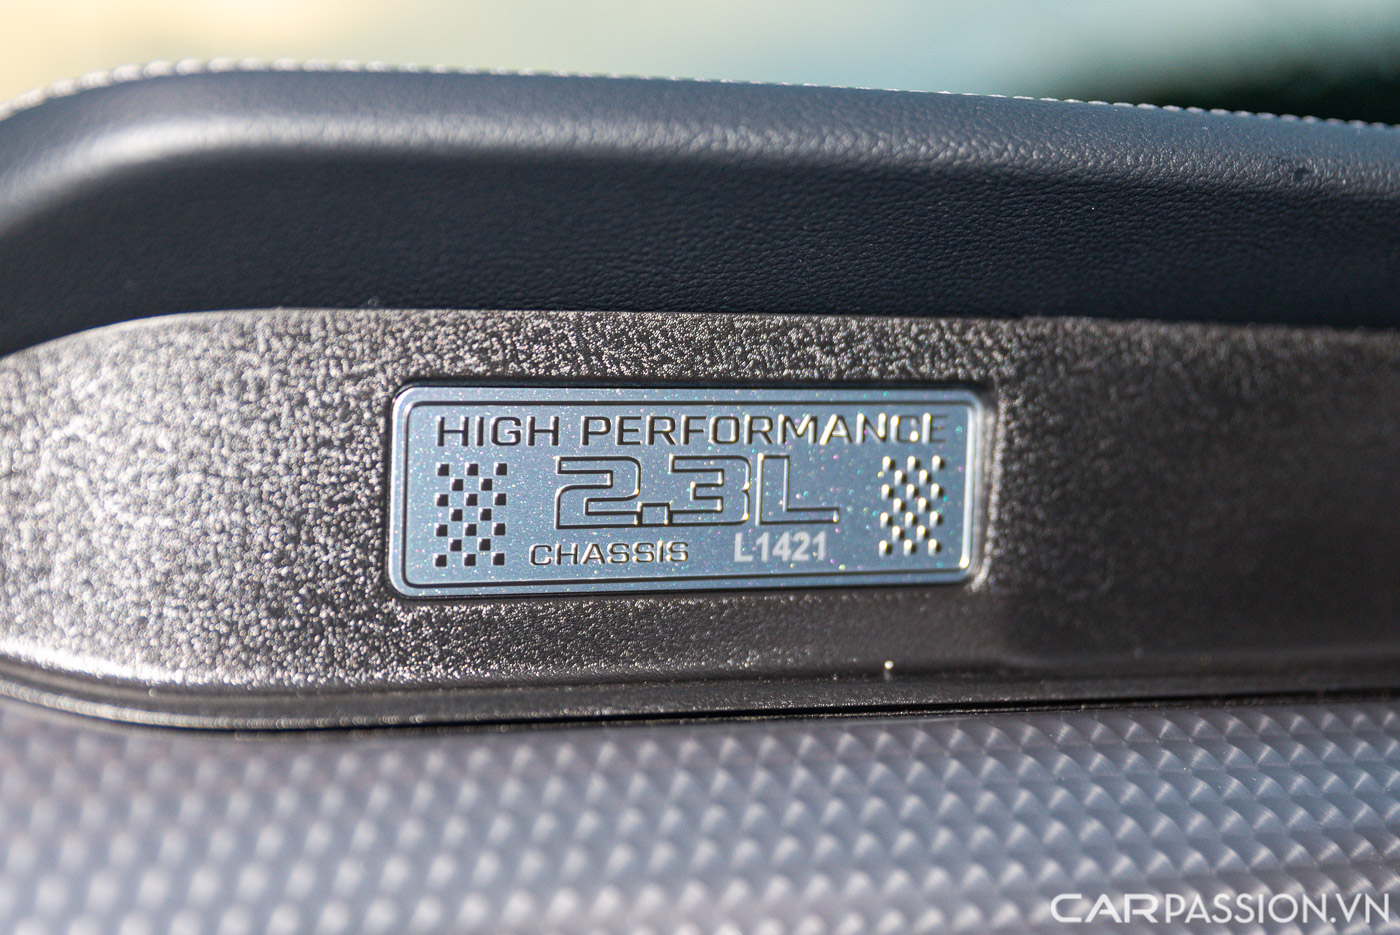 HIGH PERFORMANCE
2.3L
CHASSIS L1421
CARPASSION.VN